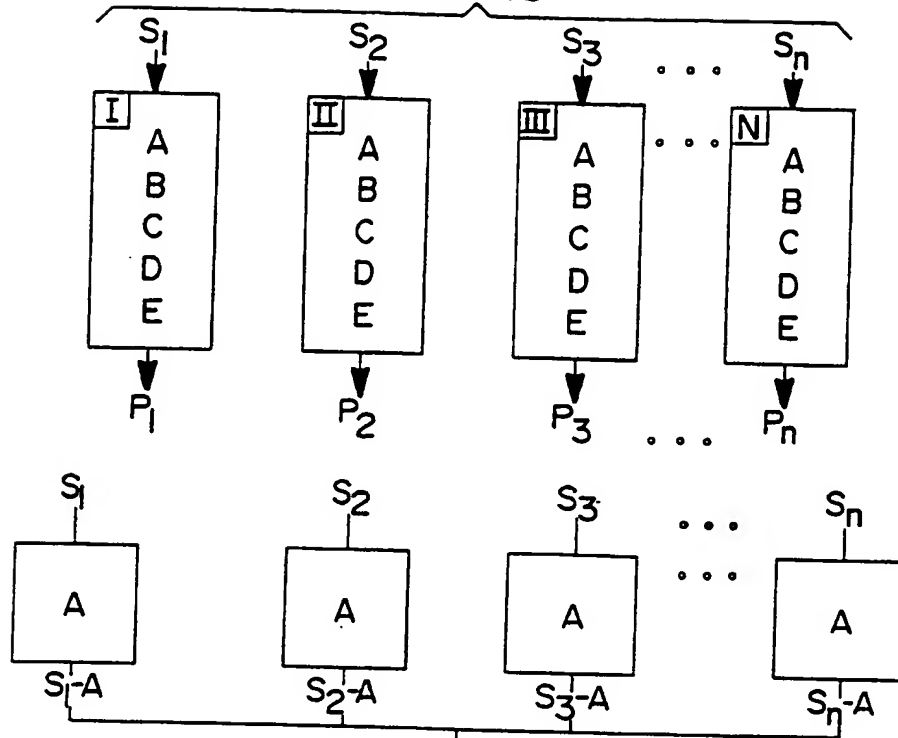 S1 S2 S3 Sn
I II III N
A A A A
B B B B
C C C C
D D D D
E E E E
P1 P2 P3 Pn
S1 S2 S3 Sn
A A A A
S1-A S2-A S3-A Sn-A